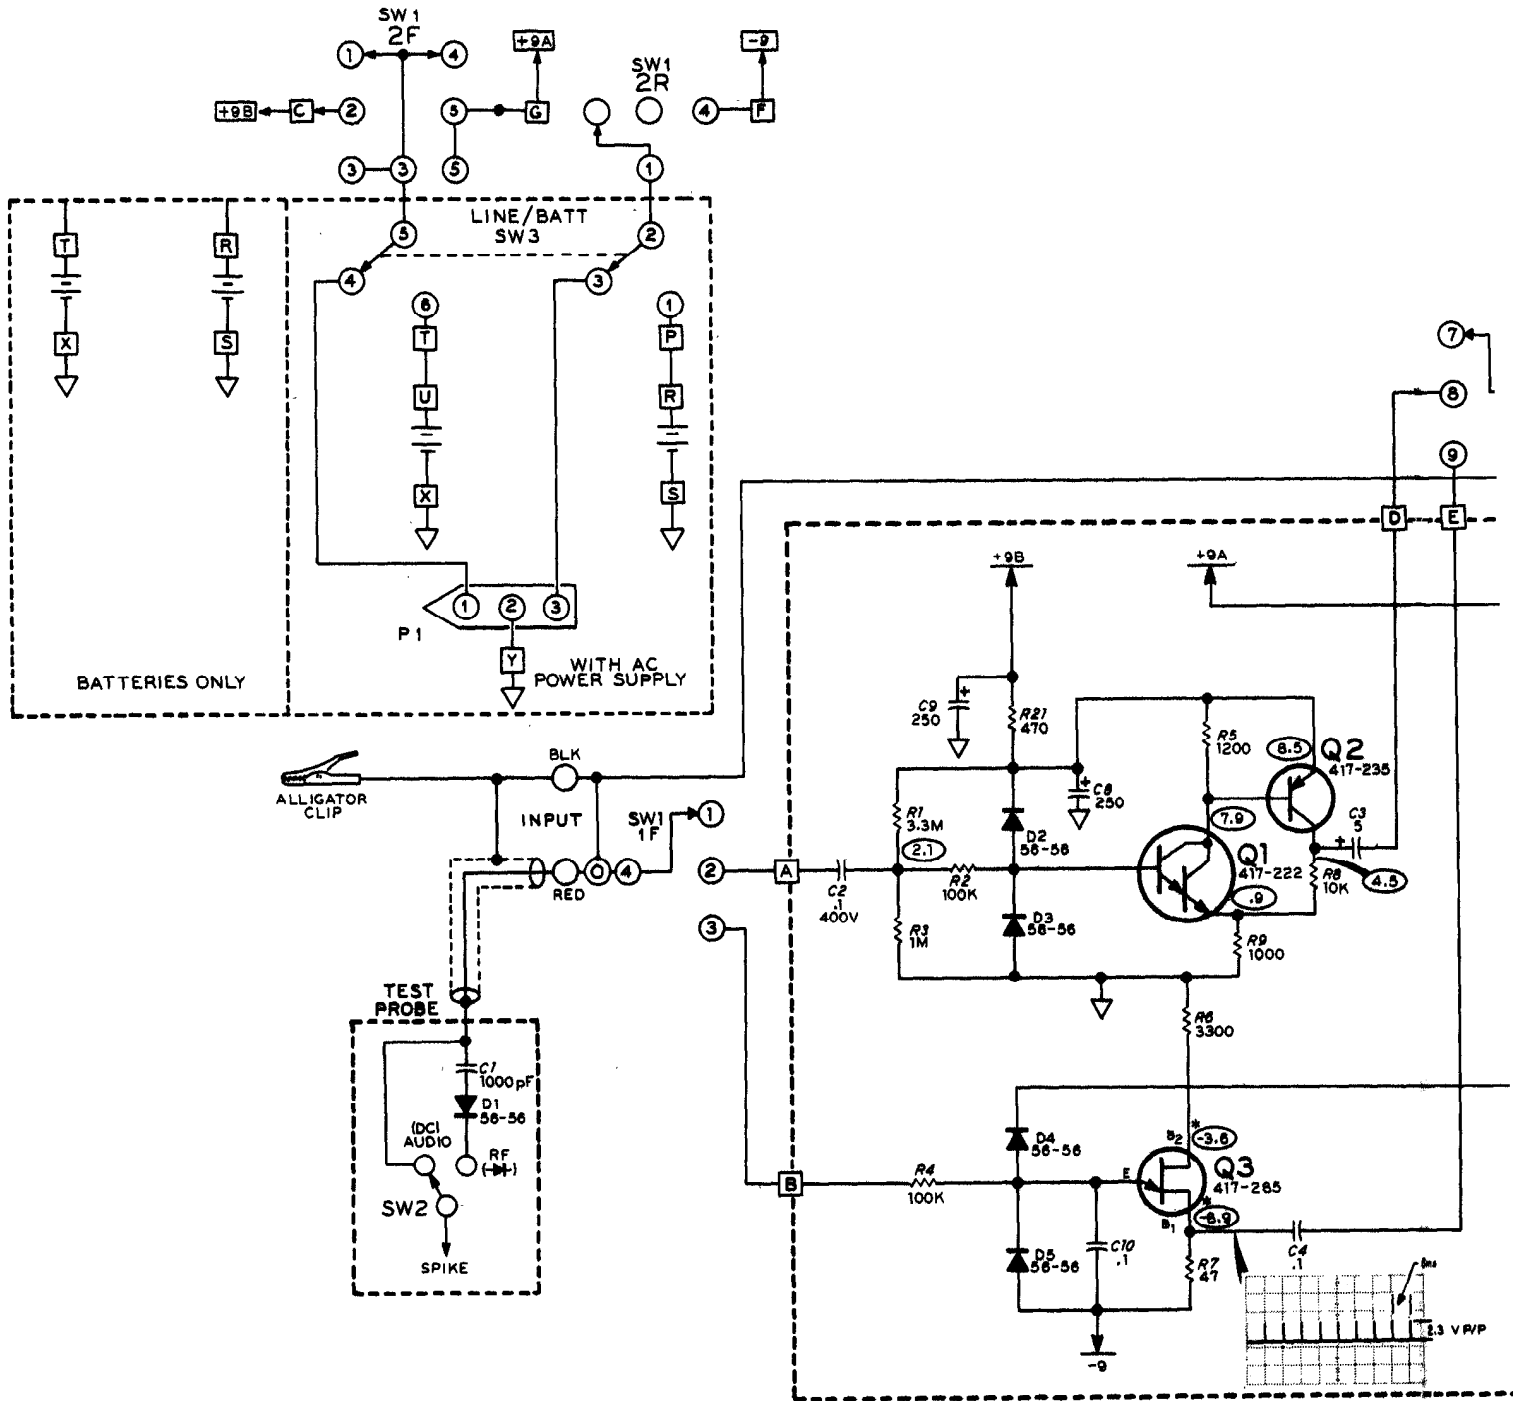 SW1
2F
1
4
+9A
-9
SW1
2R
+9B
C
2
5
G
4
F
3
3
5
1
LINE/BATT
SW3
T
R
5
2
4
3
6
1
T
P
X
S
U
R
X
S
7
8
9
D
E
1
2
3
P1
Y
BATTERIES ONLY
WITH AC
POWER SUPPLY
+9B
+9A
C9
250
R21
470
R5
1200
8.5
Q2
417-235
C8
250
BLK
ALLIGATOR
CLIP
INPUT
SW1
1F
1
R1
3.3M
D2
56-56
7.9
C3
5
2.1
Q1
417-222
RED
4
2
A
C2
.1
400V
R2
100K
R8
10K
4.5
.9
3
R3
1M
D3
56-56
R9
1000
TEST
PROBE
R6
3300
C1
1000pF
D1
56-56
(DC)
AUDIO
RF
SW2
SPIKE
D4
56-56
B2
*
-3.6
Q3
417-285
B
R4
100K
E
B1
*
-8.9
D5
56-56
C10
.1
R7
47
C4
.1
2.3 V P/P
-9